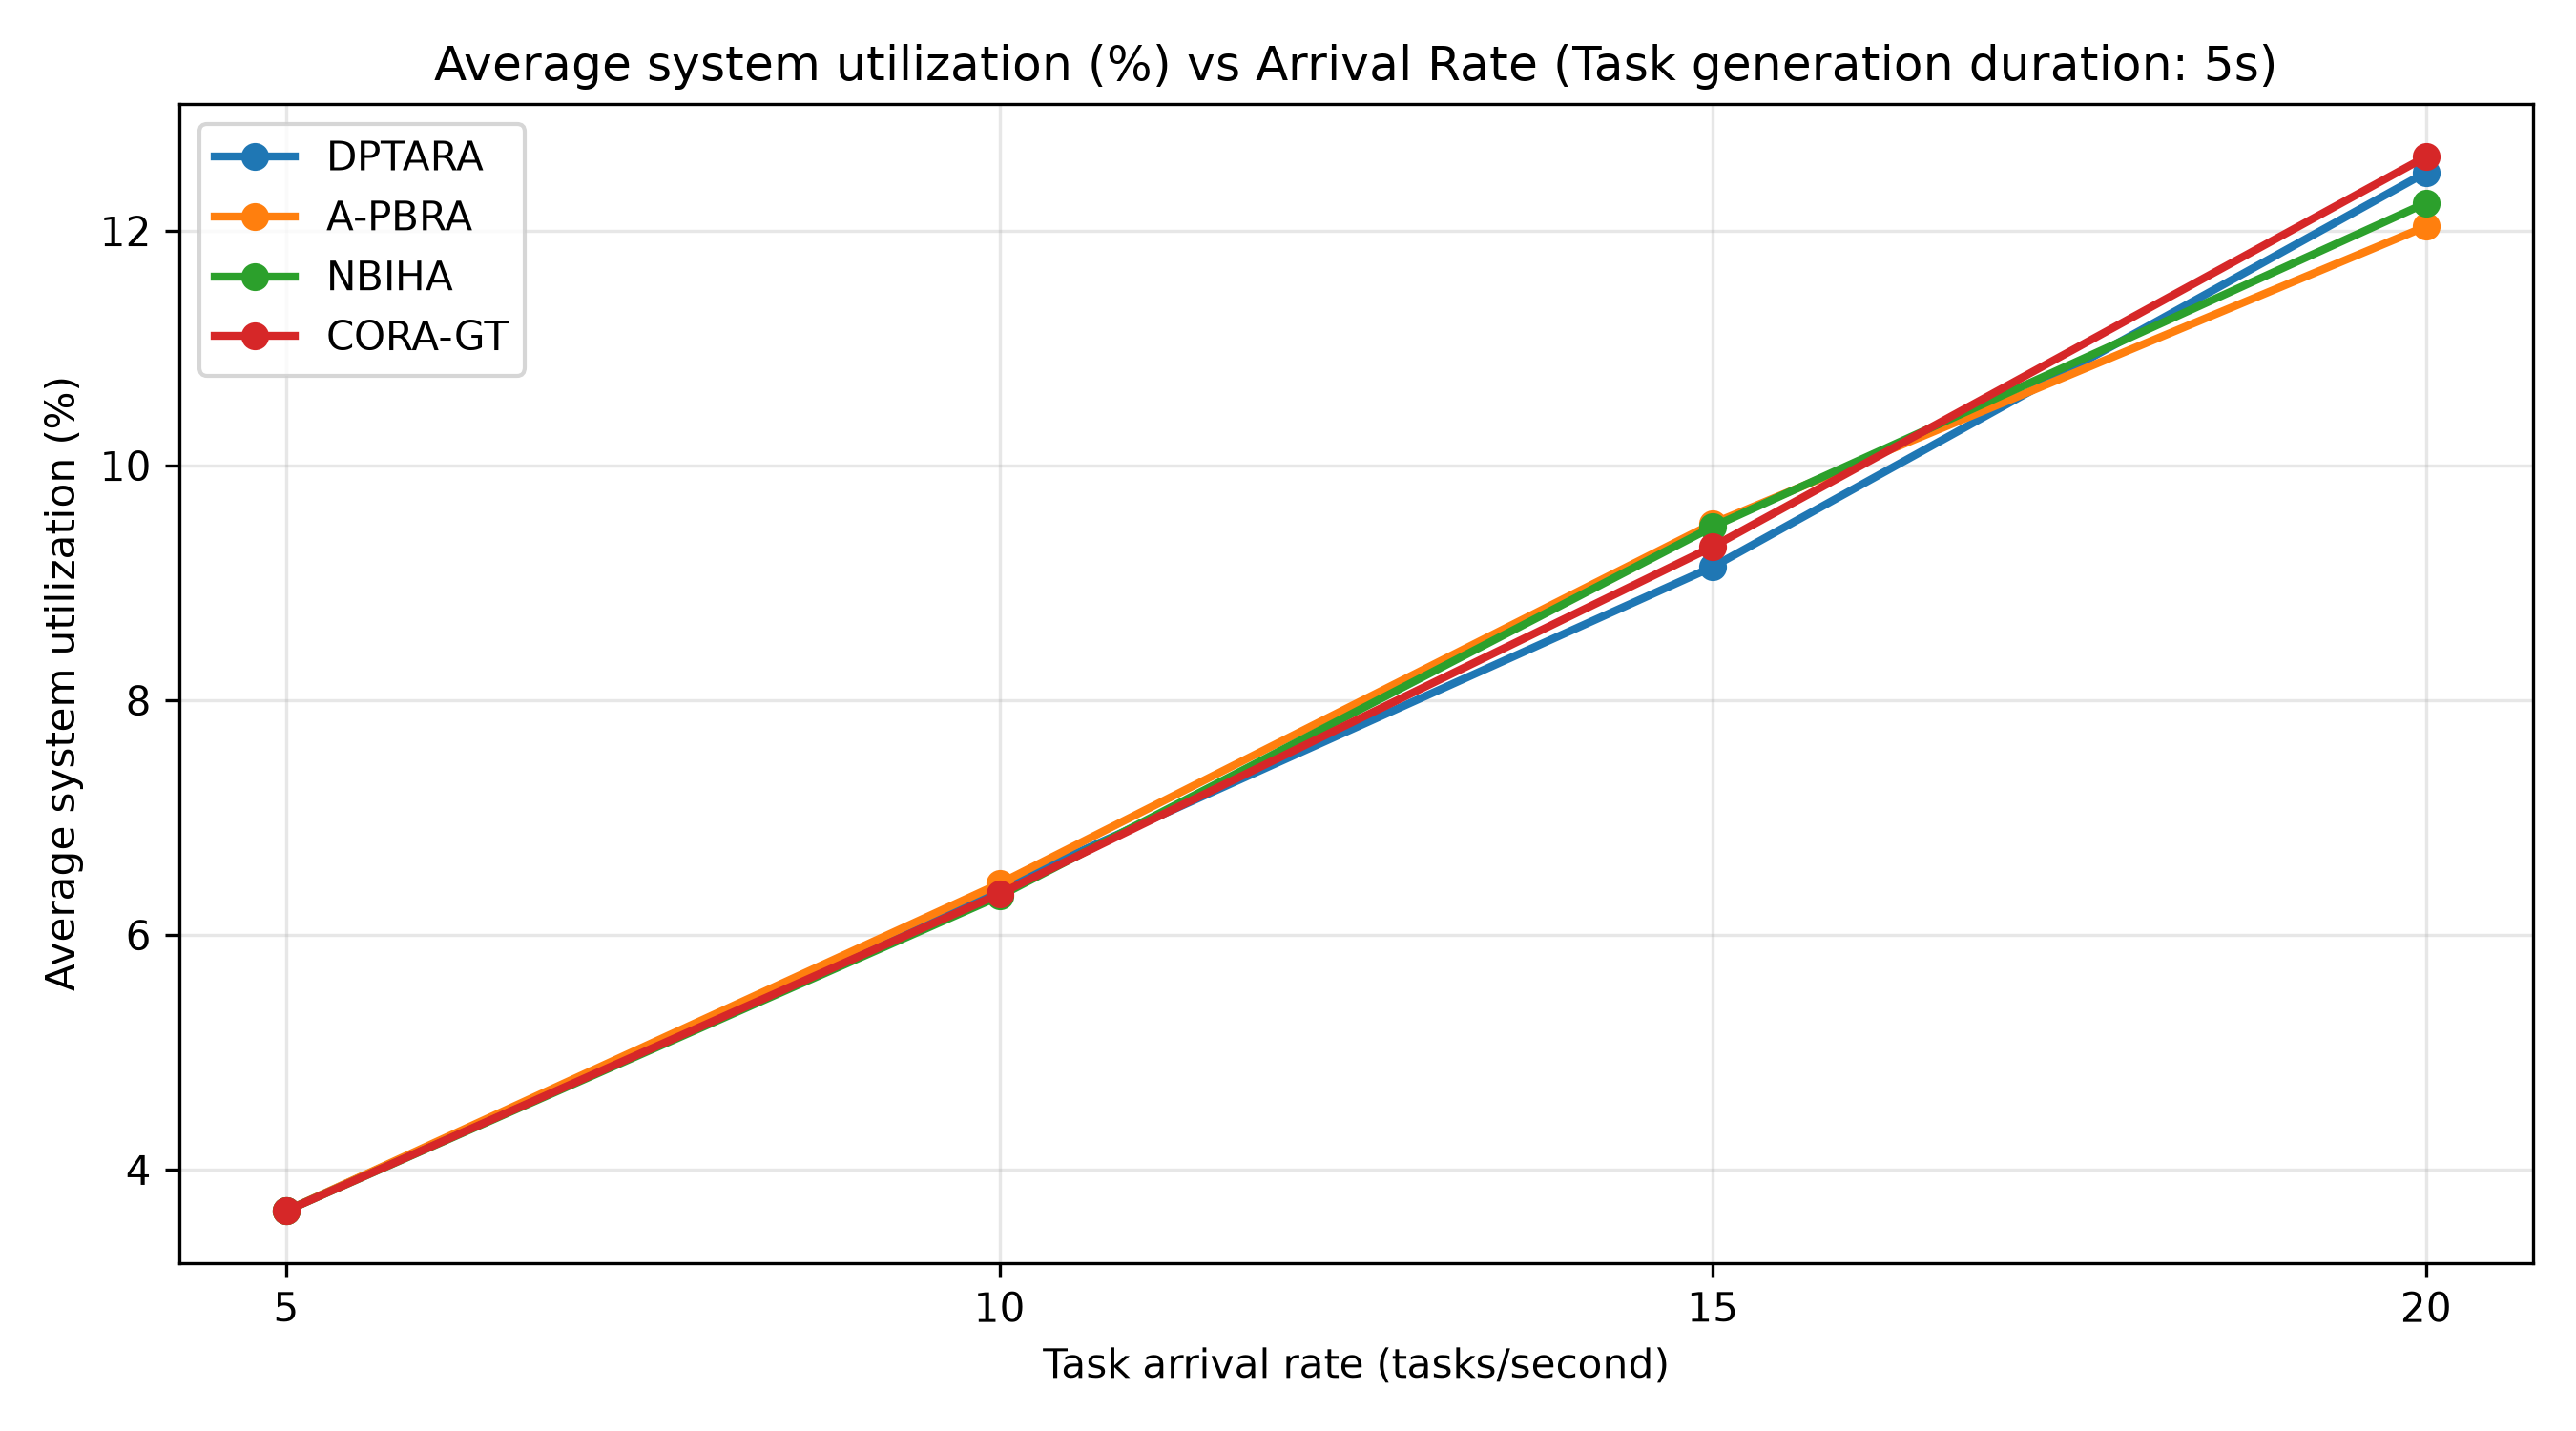 Average system utilization (%) vs Arrival Rate (Task generation duration: 5s)
DPTARA
A-PBRA
NBIHA
CORA-GT
Average system utilization (%)
12
10
8
6
4
5 10 15 20
Task arrival rate (tasks/second)